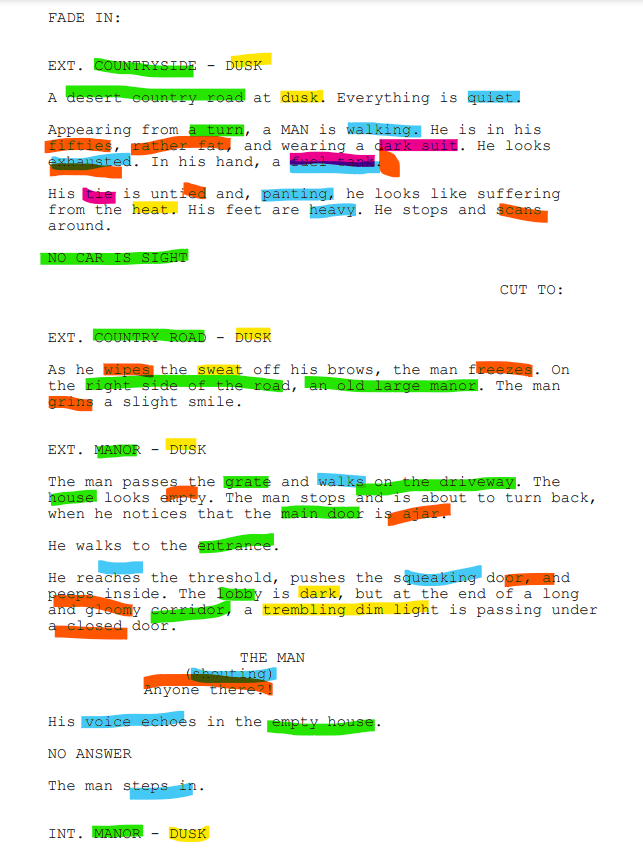 FADE IN:
EXT. COUNTRYSIDE - DUSK
A desert country road at dusk. Everything is quiet.
Appearing from a turn, a MAN is walking. He is in his
fifties, rather fat, and wearing a dark suit. He looks
exhausted. In his hand, a fuel tank.
His tie is untied and, panting, he looks like suffering
from the heat. His feet are heavy. He stops and scans
around.
NO CAR IS SIGHT
CUT TO:
EXT. COUNTRY ROAD - DUSK
As he wipes the sweat off his brows, the man freezes. On
the right side of the road, an old large manor. The man
grins a slight smile.
EXT. MANOR - DUSK
The man passes the grate and walks on the driveway. The
house looks empty. The man stops and is about to turn back,
when he notices that the main door is ajar.
He walks to the entrance.
He reaches the threshold, pushes the squeaking door, and
peeps inside. The lobby is dark, but at the end of a long
and gloomy corridor, a trembling dim light is passing under
a closed door.
THE MAN
(shouting)
Anyone there?!
His voice echoes in the empty house.
NO ANSWER
The man steps in.
INT. MANOR - DUSK